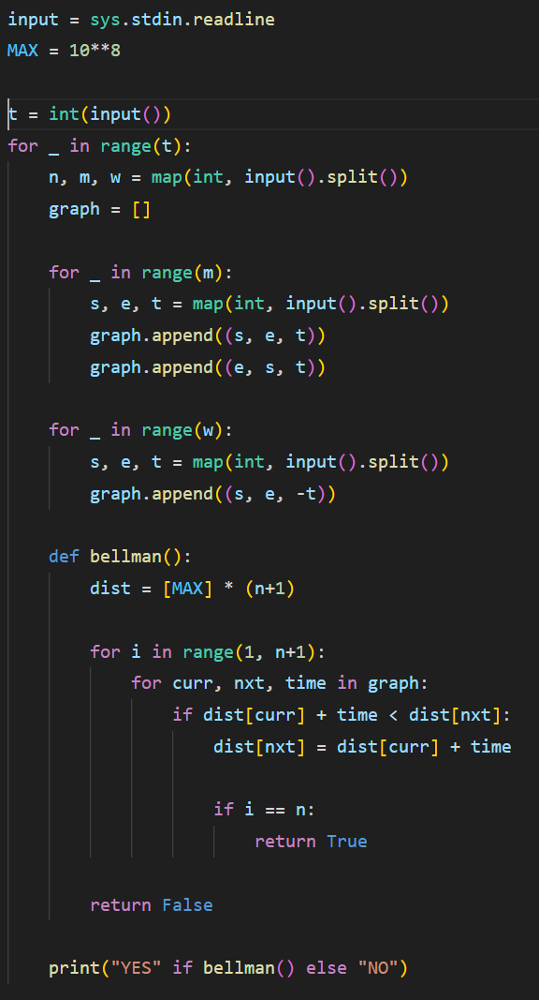 input = sys.stdin.readline
MAX = 10**8
t = int(input())
for _ in range(t):
    n, m, w = map(int, input().split())
    graph = []
    for _ in range(m):
        s, e, t = map(int, input().split())
        graph.append((s, e, t))
        graph.append((e, s, t))
    for _ in range(w):
        s, e, t = map(int, input().split())
        graph.append((s, e, -t))
    def bellman():
        dist = [MAX] * (n+1)
        for i in range(1, n+1):
            for curr, nxt, time in graph:
                if dist[curr] + time < dist[nxt]:
                    dist[nxt] = dist[curr] + time
                    if i == n:
                        return True
        return False
    print("YES" if bellman() else "NO")